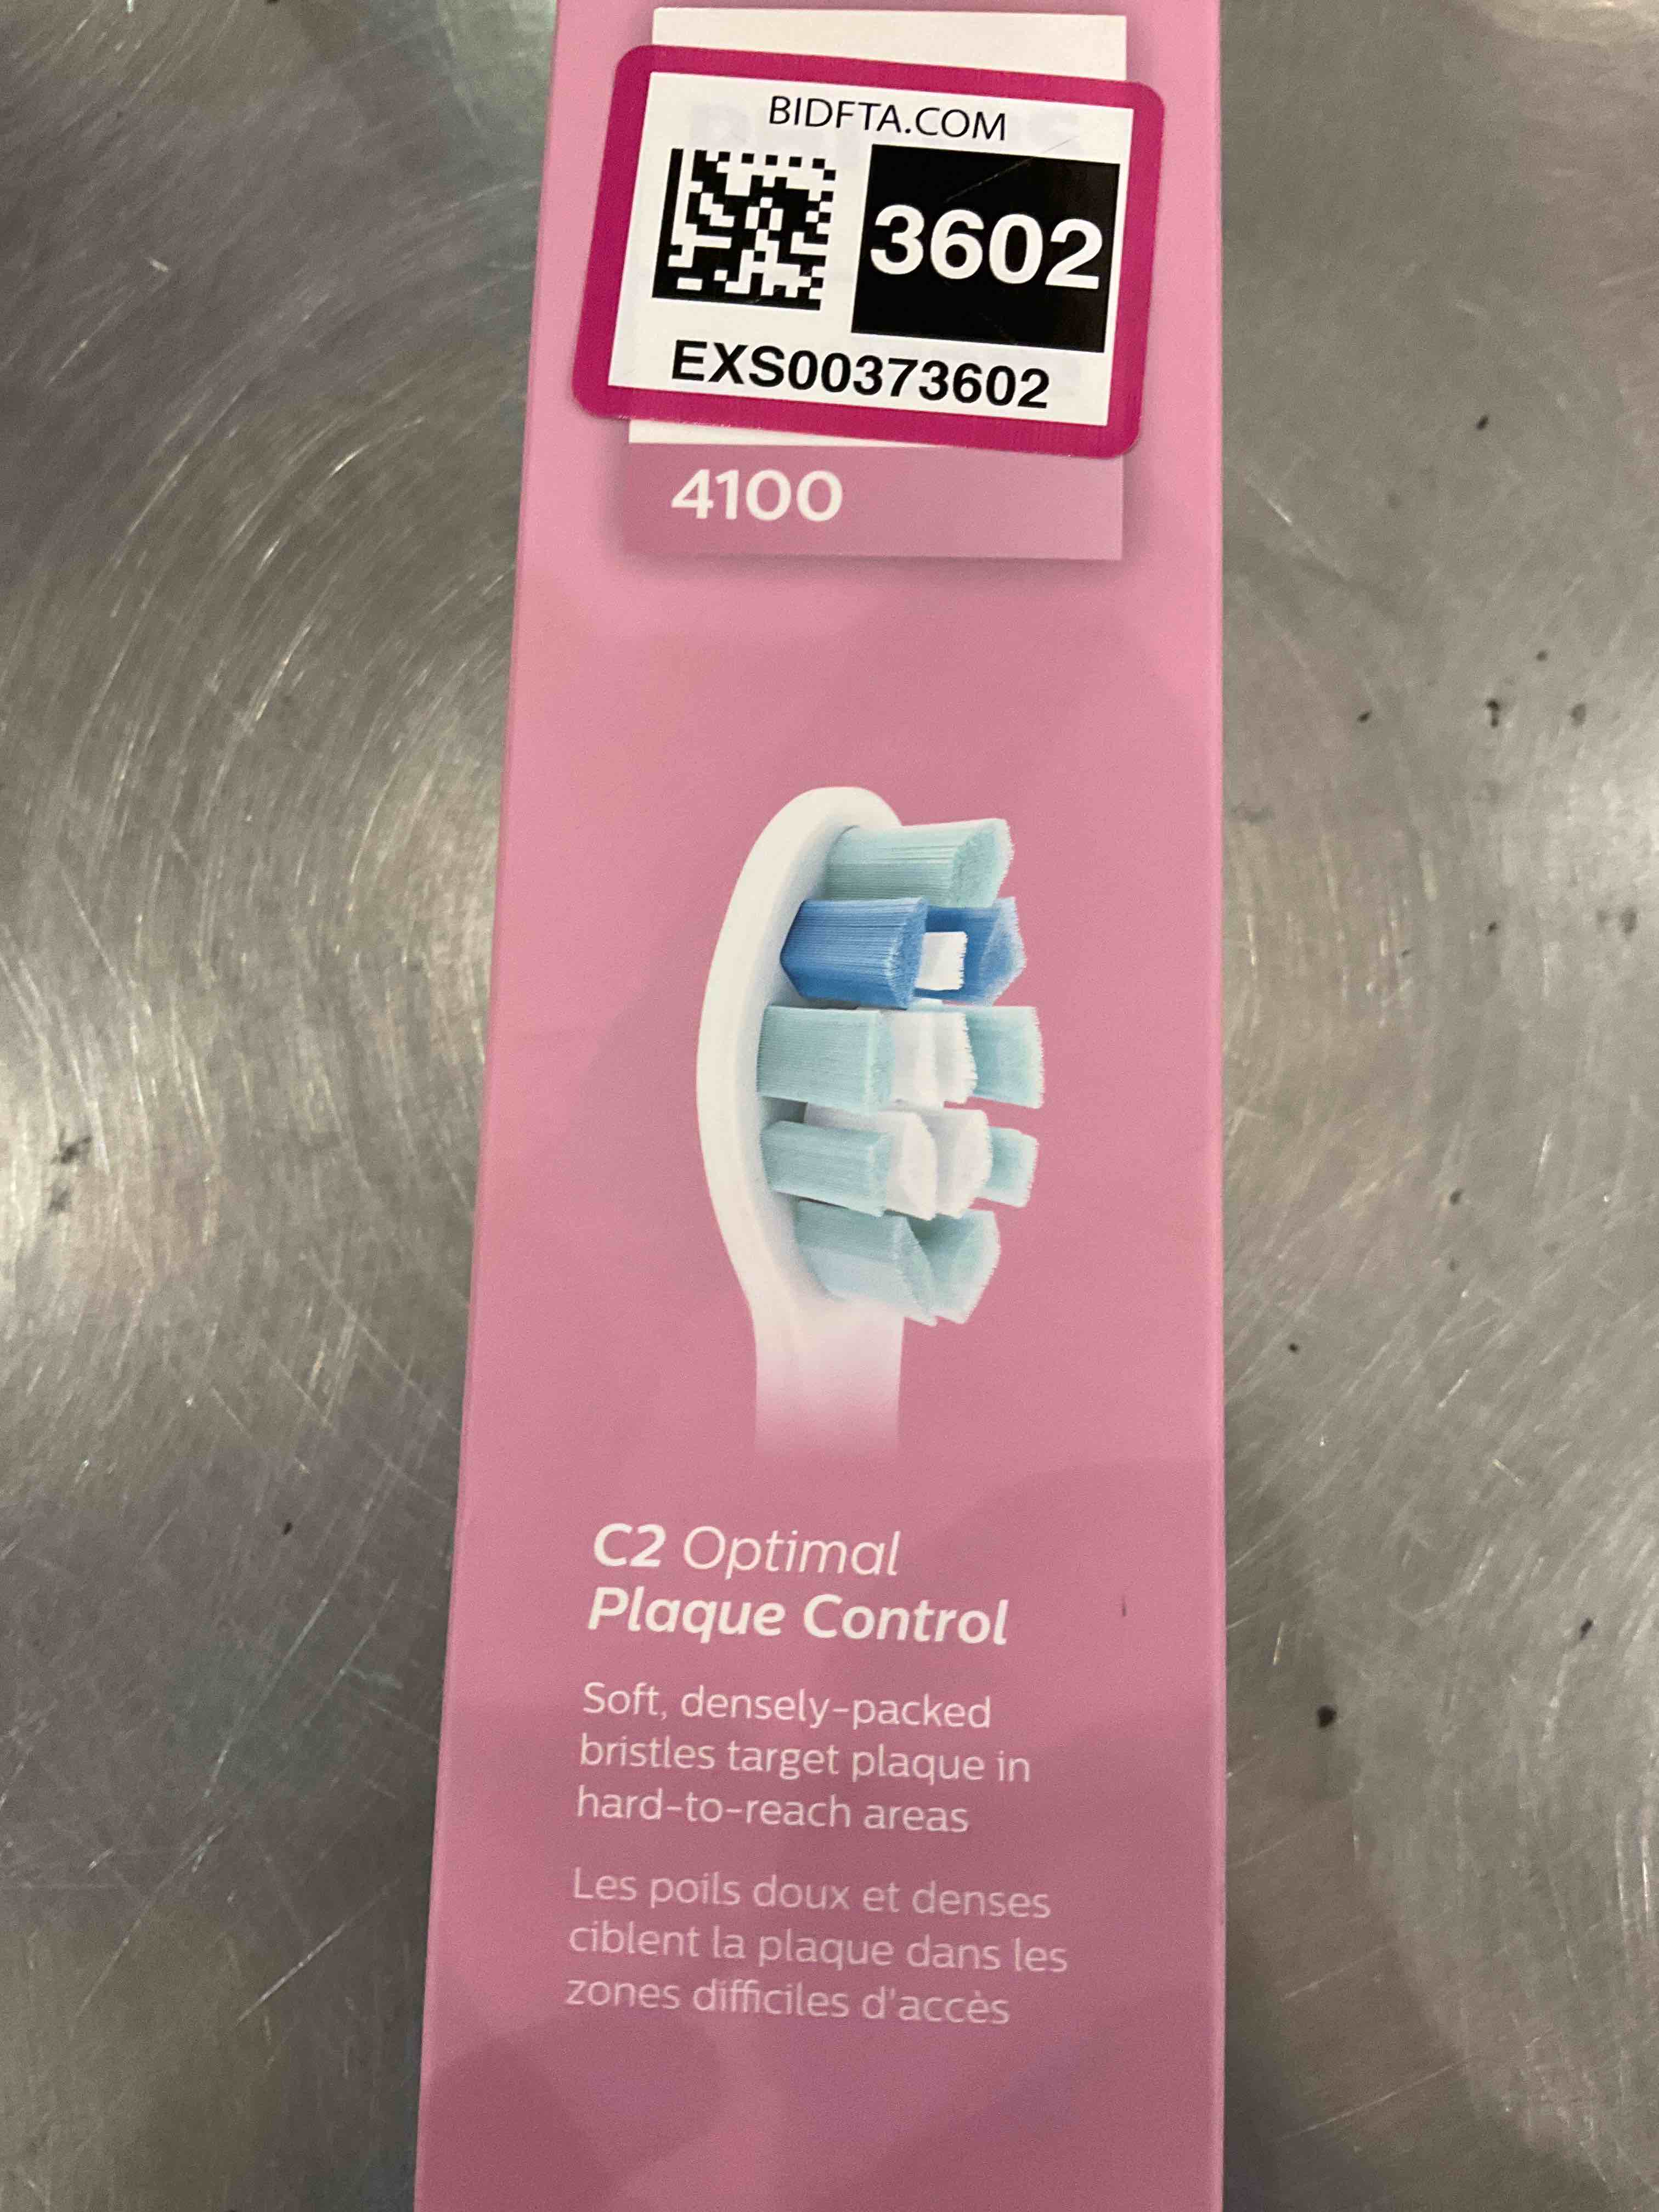 BIDFTA.COM
3602
EXS00373602
4100
C2 Optimal
Plaque Control
Soft, densely-packed
bristles target plaque in
hard-to-reach areas
Les poils doux et denses
ciblent la plaque dans les
zones difficiles d'accès